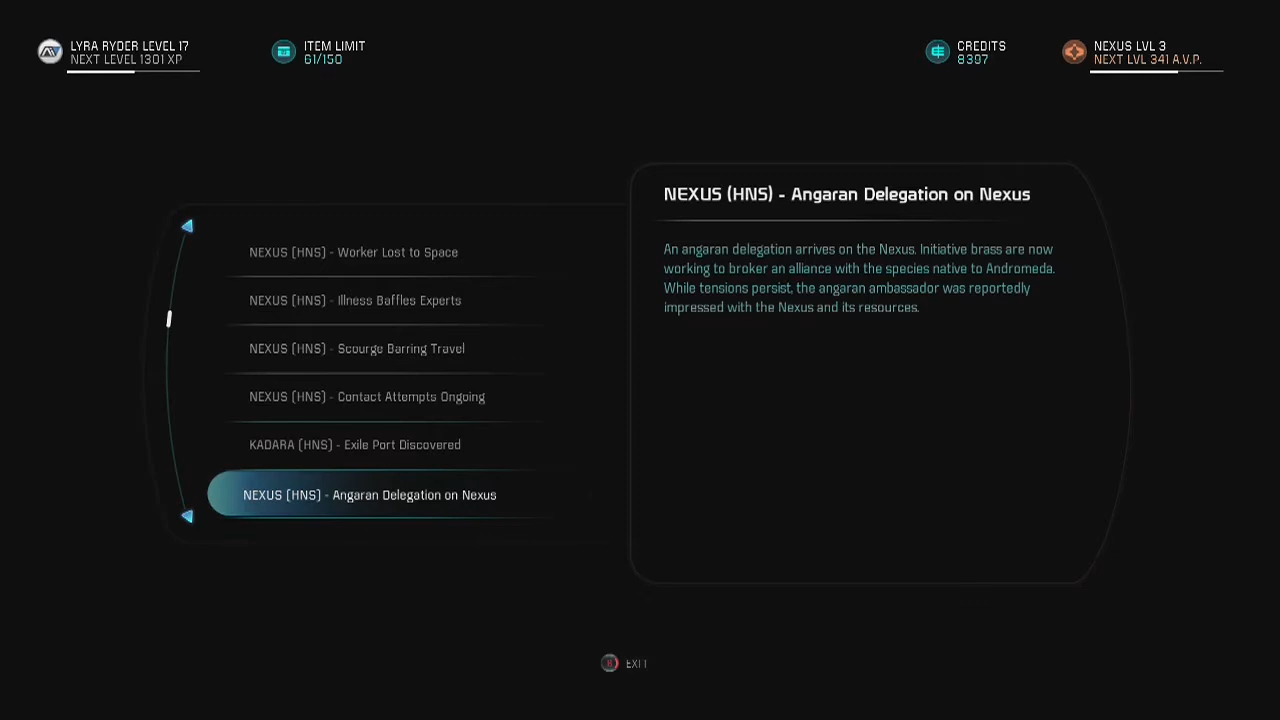 LYRA RYDER LEVEL 17
NEXT LEVEL 1301 XP
ITEM LIMIT
61/150
CREDITS
8397
NEXUS LVL 3
NEXT LVL 341 A.V.P.
NEXUS (HNS) - Worker Lost to Space
NEXUS (HNS) - Illness Baffles Experts
NEXUS (HNS) - Scourge Barring Travel
NEXUS (HNS) - Contact Attempts Ongoing
KADARA (HNS) - Exile Port Discovered
NEXUS (HNS) - Angaran Delegation on Nexus
NEXUS (HNS) - Angaran Delegation on Nexus
An angaran delegation arrives on the Nexus. Initiative brass are now
working to broker an alliance with the species native to Andromeda.
While tensions persist, the angaran ambassador was reportedly
impressed with the Nexus and its resources.
B EXIT